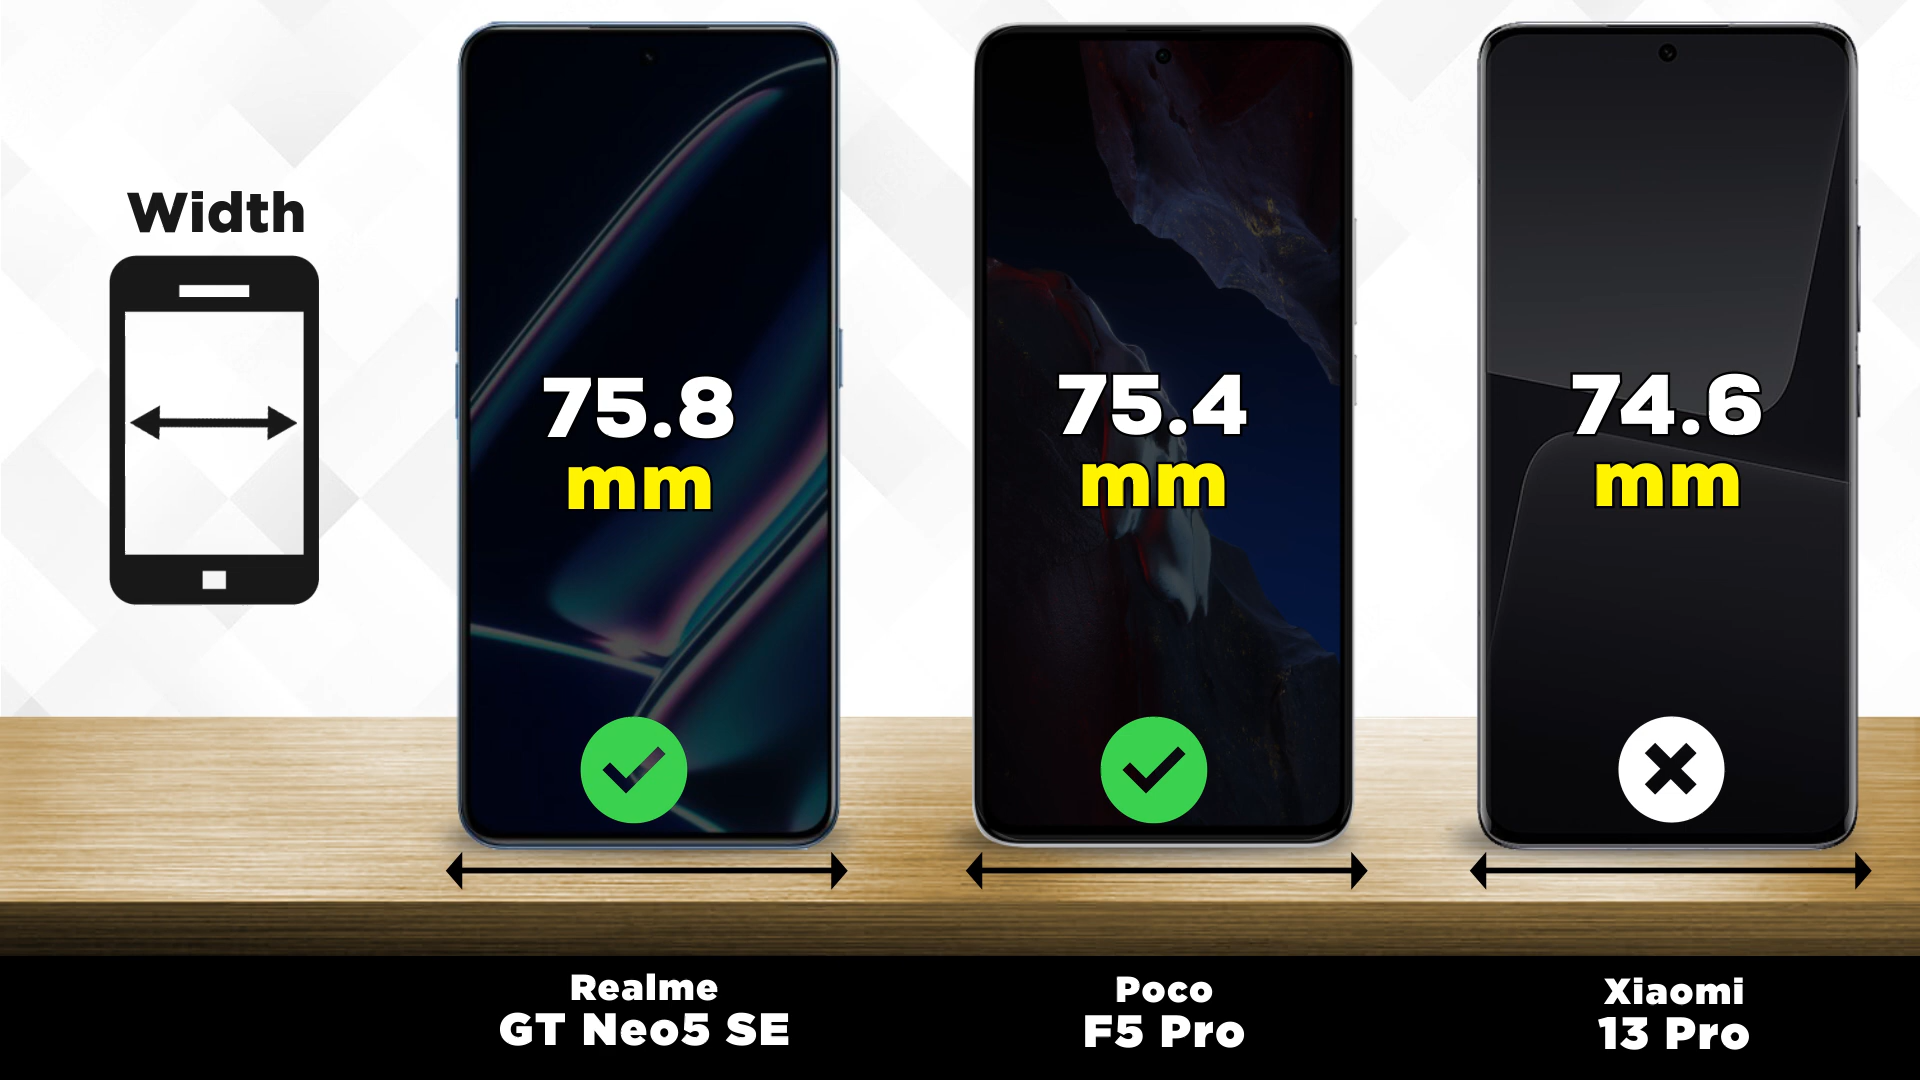 Width
75.8
mm
75.4
mm
74.6
mm
Realme
GT Neo5 SE
Poco
F5 Pro
Xiaomi
13 Pro